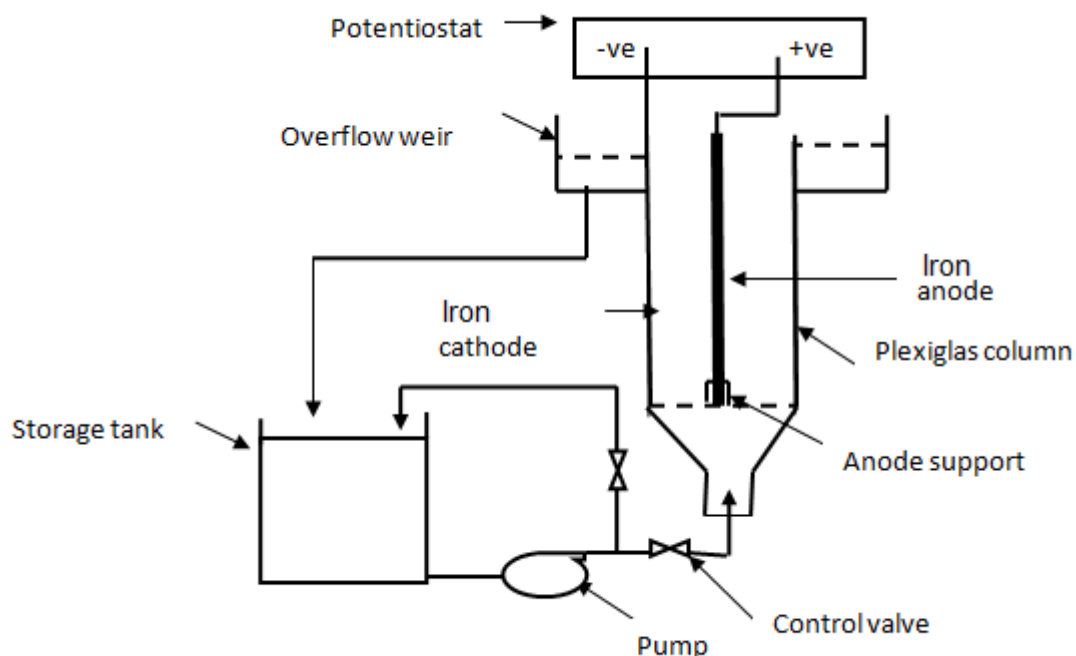 Potentiostat
-ve
+ve
Overflow weir
Iron
anode
Iron
cathode
Plexiglas column
Storage tank
Anode support
Control valve
Pump